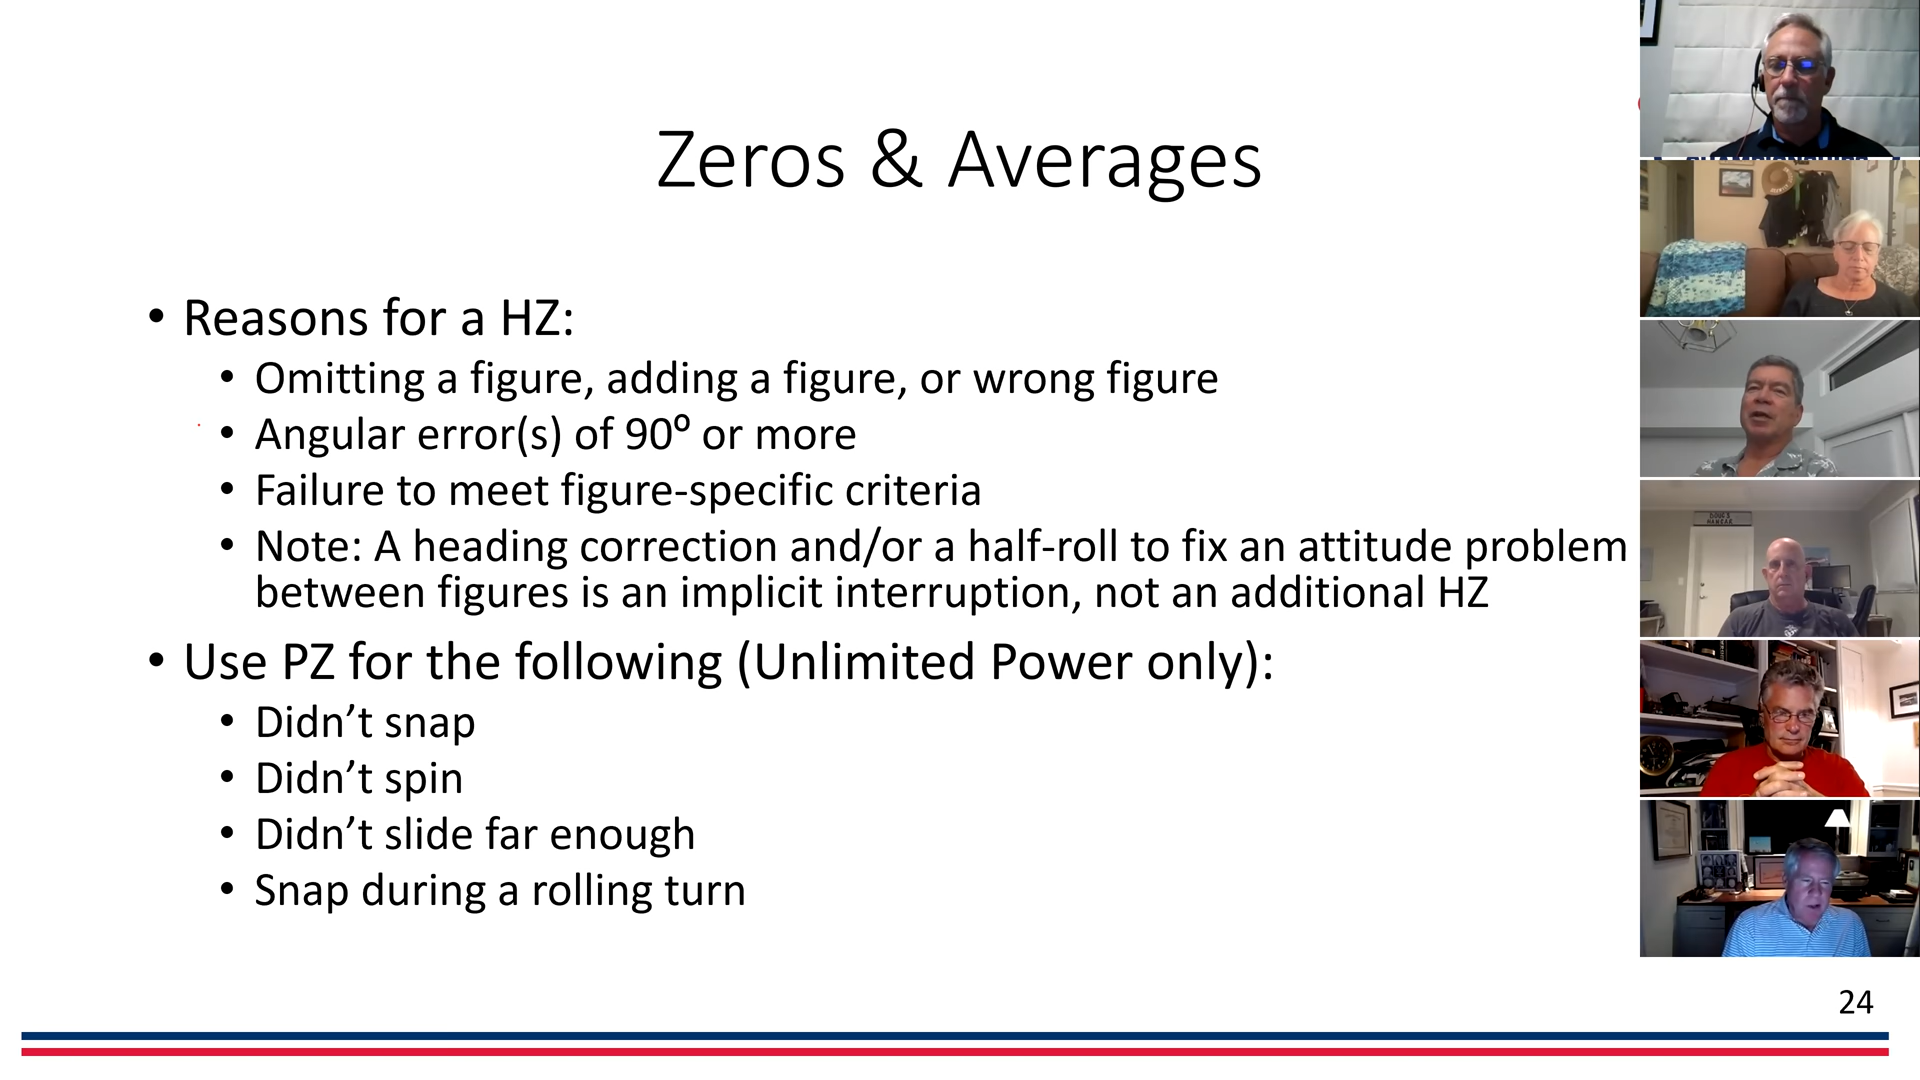 Zeros & Averages
• Reasons for a HZ:
• Omitting a figure, adding a figure, or wrong figure
• Angular error(s) of 90º or more
• Failure to meet figure-specific criteria
• Note: A heading correction and/or a half-roll to fix an attitude problem
between figures is an implicit interruption, not an additional HZ
• Use PZ for the following (Unlimited Power only):
• Didn’t snap
• Didn’t spin
• Didn’t slide far enough
• Snap during a rolling turn
DOUG'S
HANGAR
24